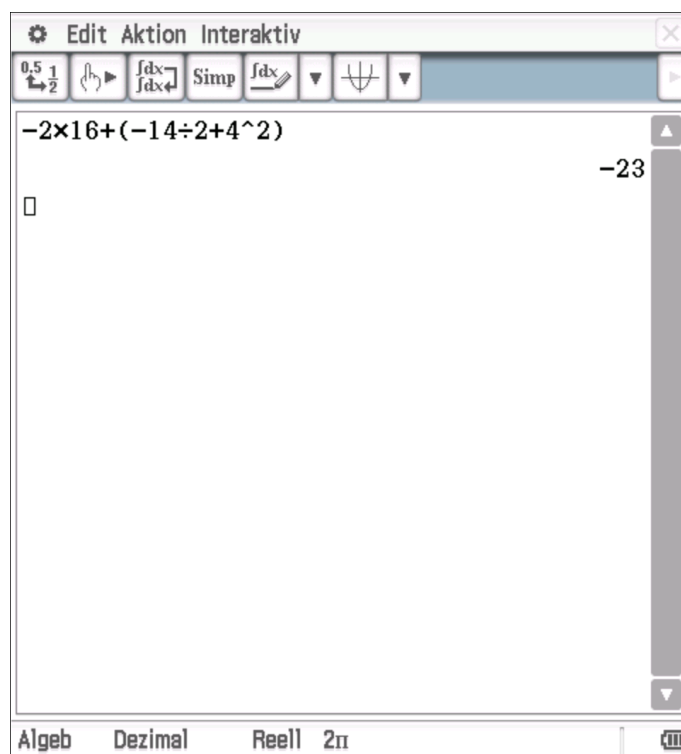 Edit Aktion Interaktiv
0,5 1/2 ∫dx ∫dx Simp ∫dx
−2×16+(−14÷2+4^2)
−23
Algeb Dezimal Reell 2π